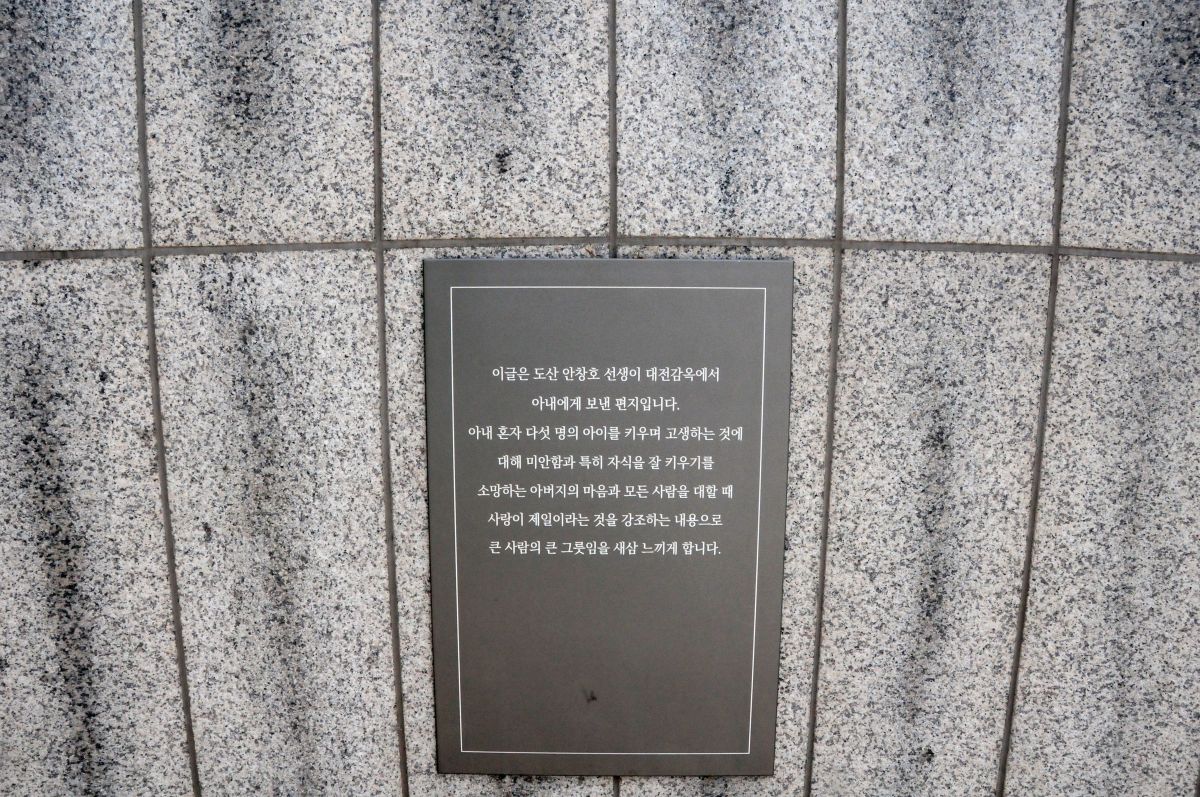 이글은 도산 안창호 선생이 대전감옥에서
아내에게 보낸 편지입니다.
아내 혼자 다섯 명의 아이를 키우며 고생하는 것에
대해 미안함과 특히 자식을 잘 키우기를
소망하는 아버지의 마음과 모든 사람을 대할 때
사랑이 제일이라는 것을 강조하는 내용으로
큰 사람의 큰 그릇임을 새삼 느끼게 합니다.